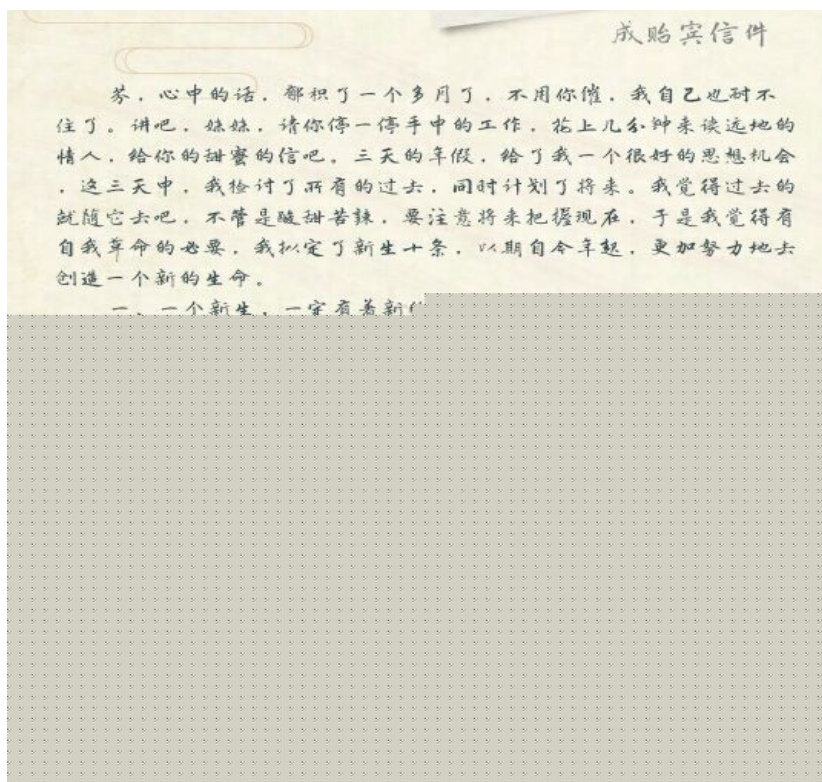 成贻宾信件
芬，心中的话，都积了一个多月了，不用你催，我自己也耐不
住了。讲吧，妹妹，请你停一停手中的工作，花上几分钟来读远地的
情人，给你的甜蜜的信吧。三天的年假，给了我一个很好的思想机会
，这三天中，我检讨了所有的过去，同时计划了将来。我觉得过去的
就随它去吧，不管是酸甜苦辣，要注意将来把握现在，于是我觉得有
自我革命的必要，我拟定了新生十条，以期自今年起，更加努力地去
创造一个新的生命。
一、一个新生，一定有着新